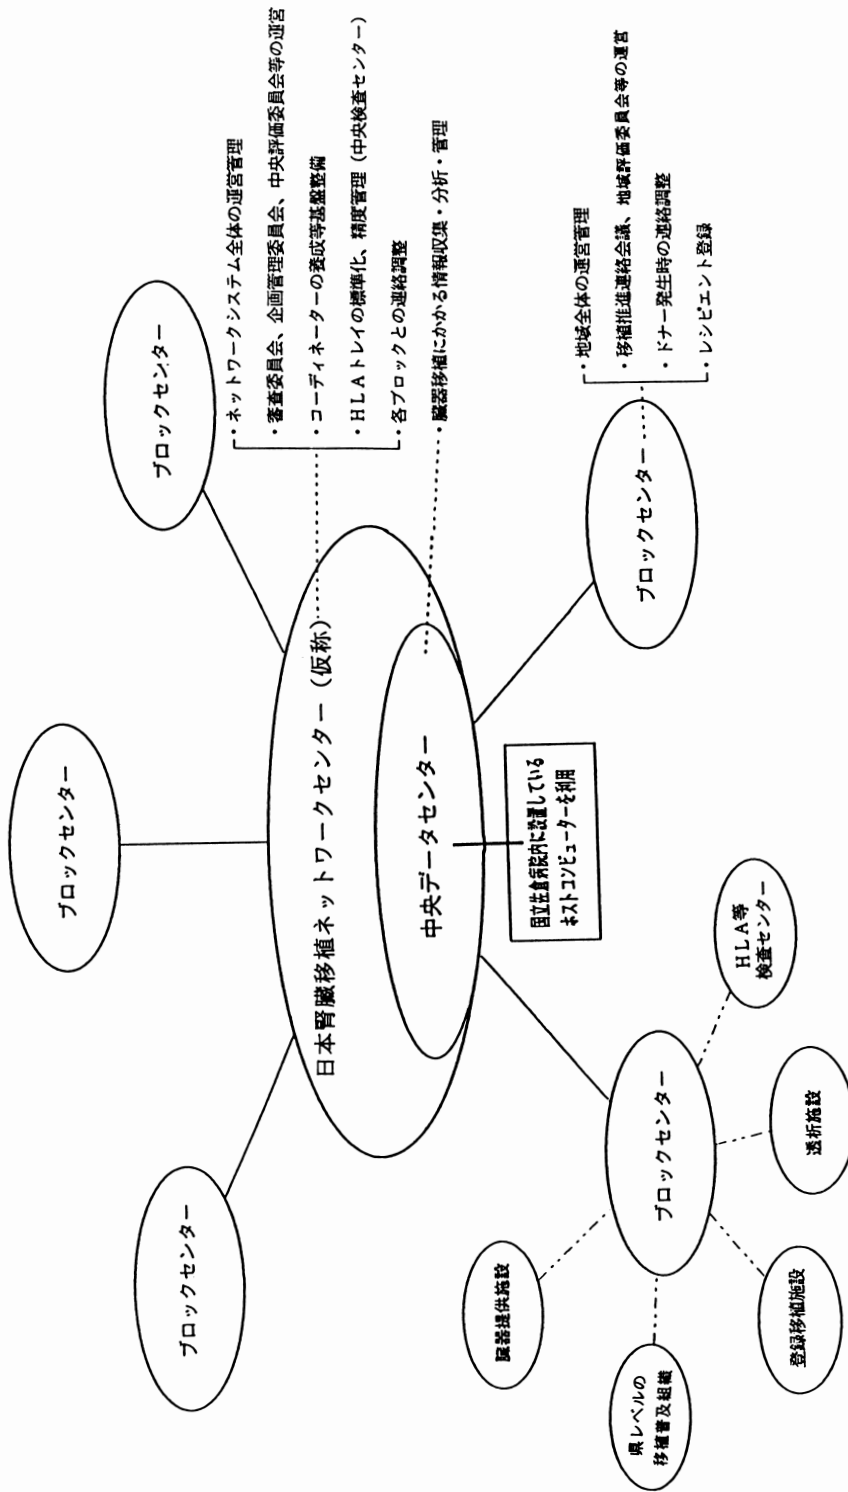 ブロックセンター
ブロックセンター
ブロックセンター
・ネットワークシステム全体の運営管理
・審査委員会、企画管理委員会、中央評価委員会等の運営
・コーディネーターの養成等基盤整備
・HLAトレイの標準化、精度管理(中央検査センター)
・各ブロックとの連絡調整
・臓器移植にかかる情報収集・分析・管理
日本腎臓移植ネットワークセンター(仮称)
中央データセンター
国立佐倉病院内に設置している
ホストコンピューターを利用
ブロックセンター
・地域全体の運営管理
・移植推進連絡会議、地域評価委員会等の運営
・ドナー発生時の連絡調整
・レシピエント登録
ブロックセンター
臓器提供施設
県レベルの
移植普及組織
登録移植施設
透析施設
HLA等
検査センター